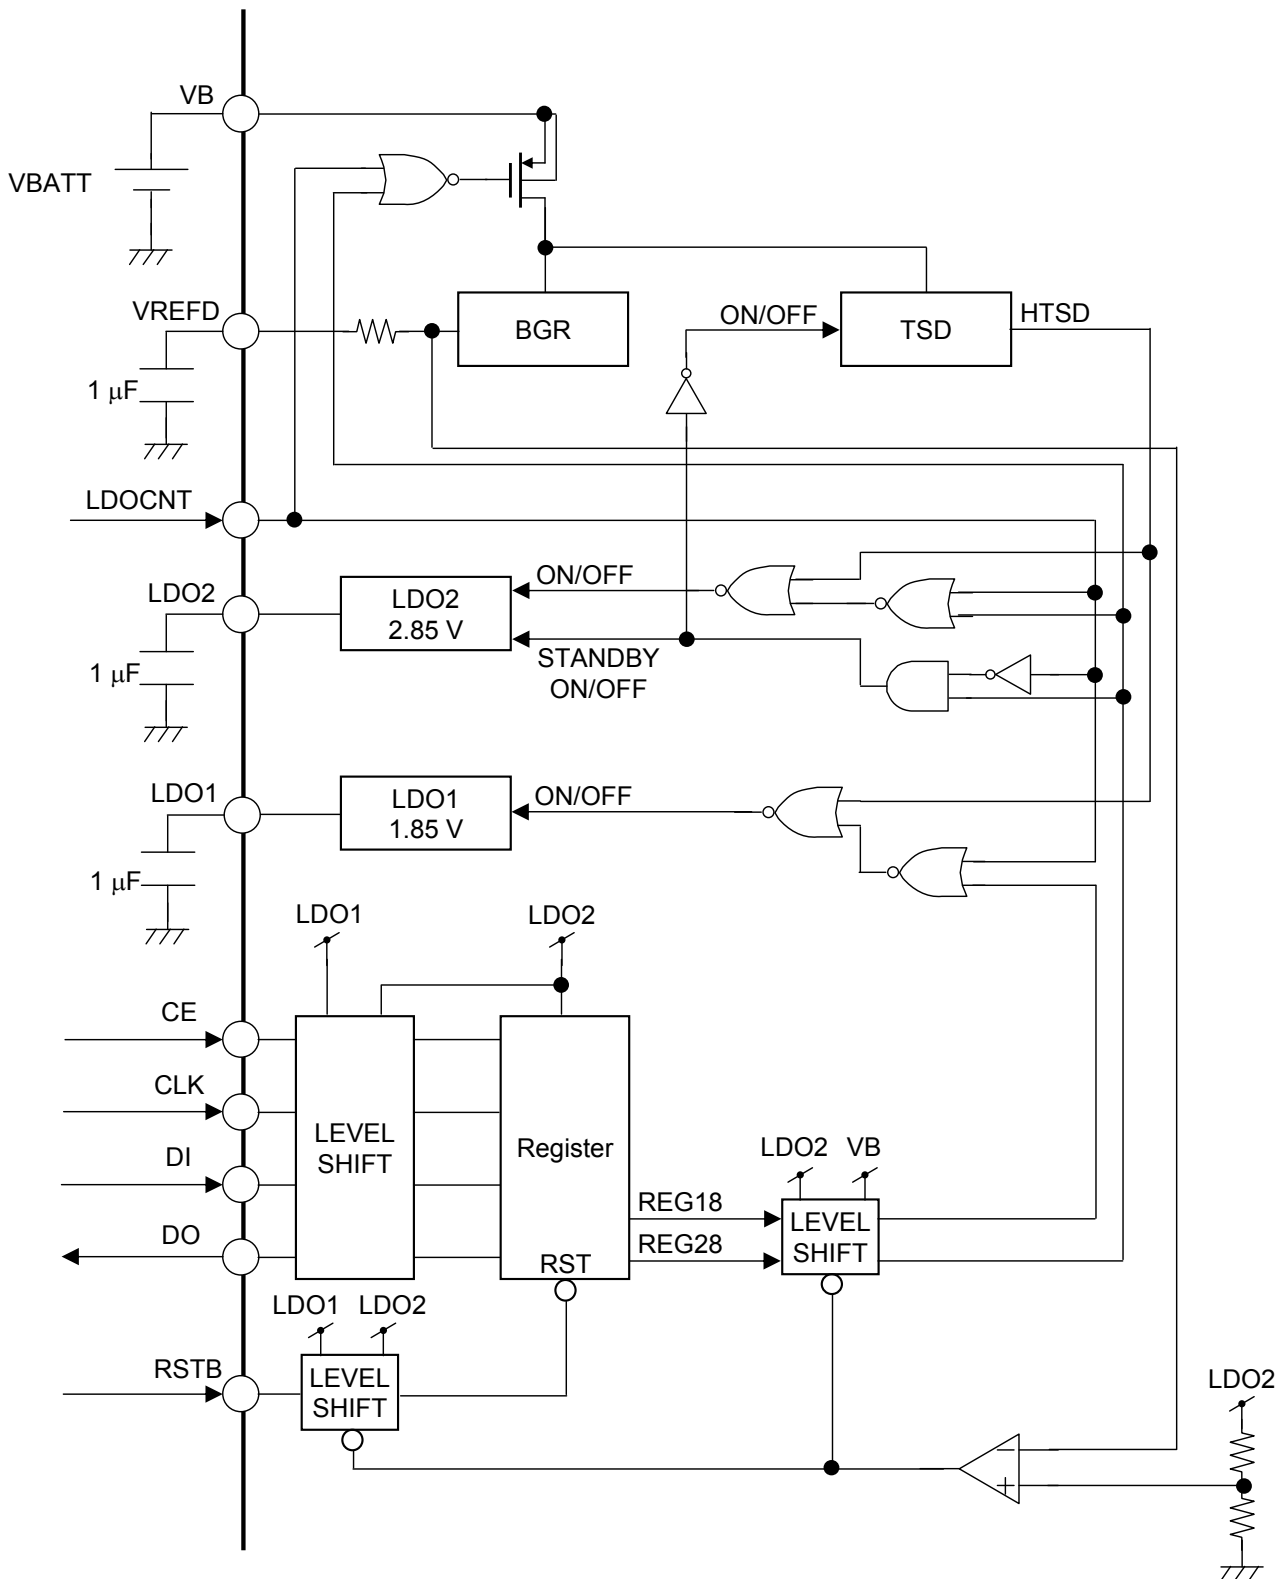 VB
VBATT
VREFD
BGR
ON/OFF
TSD
HTSD
1 μF
LDOCNT
LDO2
LDO2
2.85 V
ON/OFF
STANDBY
ON/OFF
1 μF
LDO1
LDO1
1.85 V
ON/OFF
1 μF
LDO1
LDO2
CE
CLK
DI
DO
LEVEL
SHIFT
Register
RST
REG18
REG28
LDO2
VB
LEVEL
SHIFT
LDO1
LDO2
RSTB
LEVEL
SHIFT
LDO2
−
+